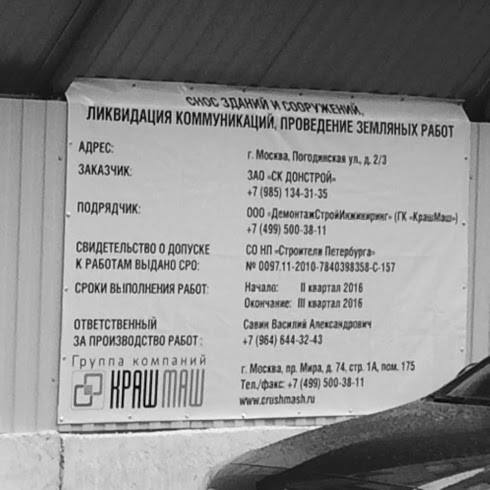 СНОС ЗДАНИЙ И СООРУЖЕНИЙ,
ЛИКВИДАЦИЯ КОММУНИКАЦИЙ, ПРОВЕДЕНИЕ ЗЕМЛЯНЫХ РАБОТ
АДРЕС: г. Москва, Погодинская ул., д. 2/3
ЗАКАЗЧИК: ЗАО «СК ДОНСТРОЙ»
+7 (985) 134-31-35
ПОДРЯДЧИК: ООО «ДемонтажСтройИнжиниринг» (ГК «КрашМаш»)
+7 (499) 500-38-11
СВИДЕТЕЛЬСТВО О ДОПУСКЕ СО НП «Строители Петербурга»
К РАБОТАМ ВЫДАНО СРО: № 0097.11-2010-7840398358-С-157
СРОКИ ВЫПОЛНЕНИЯ РАБОТ: Начало: II квартал 2016
Окончание: III квартал 2016
ОТВЕТСТВЕННЫЙ Савин Василий Александрович
ЗА ПРОИЗВОДСТВО РАБОТ: +7 (964) 644-32-43
Группа компаний
КРАШМАШ
г. Москва, пр. Мира, д. 74, стр. 1А, пом. 175
Тел./факс: +7 (499) 500-38-11
www.crushmash.ru